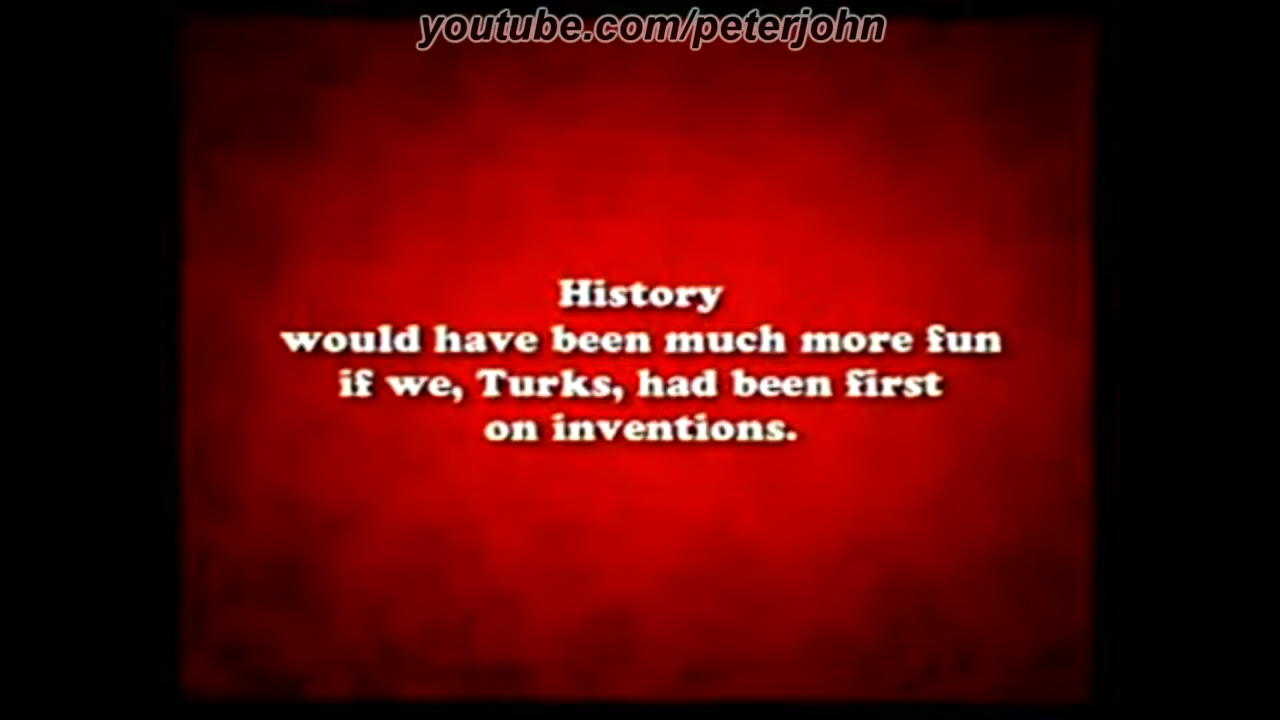 youtube.com/peterjohn
History
would have been much more fun
if we, Turks, had been first
on inventions.